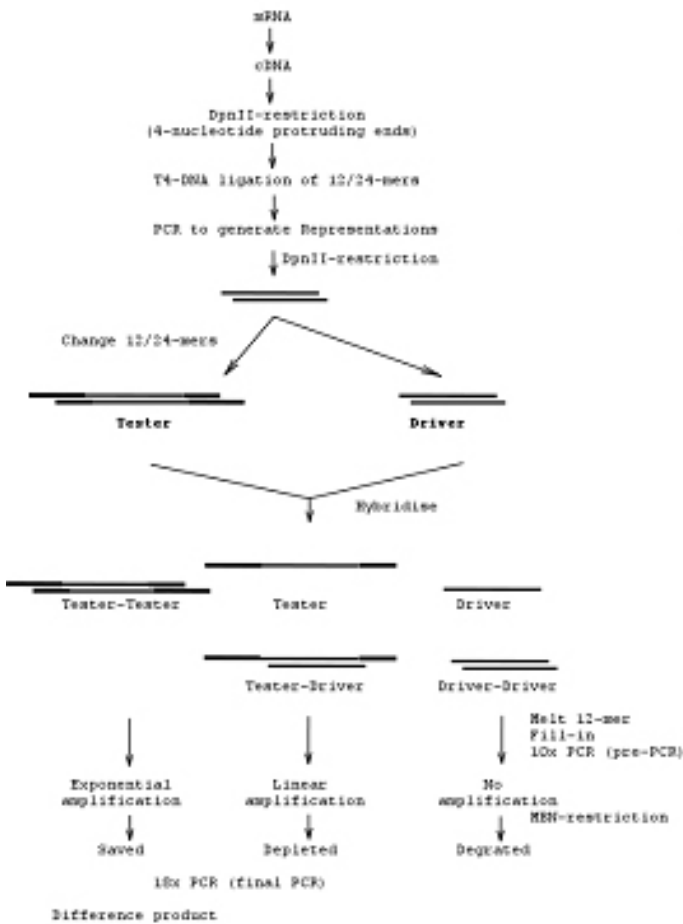 mRNA
cDNA
DpnII-restriction
(4-nucleotide protruding ends)
T4-DNA ligation of 12/24-mers
PCR to generate Representations
DpnII-restriction
Change 12/24-mers
Tester Driver
Hybridise
Tester-Tester Tester Driver
Tester-Driver Driver-Driver
Melt 12-mer
Fill-in
10x PCR (pre-PCR)
Exponential amplification
Linear amplification
No amplification
MBN-restriction
Saved Depleted Degrated
18x PCR (final PCR)
Difference product